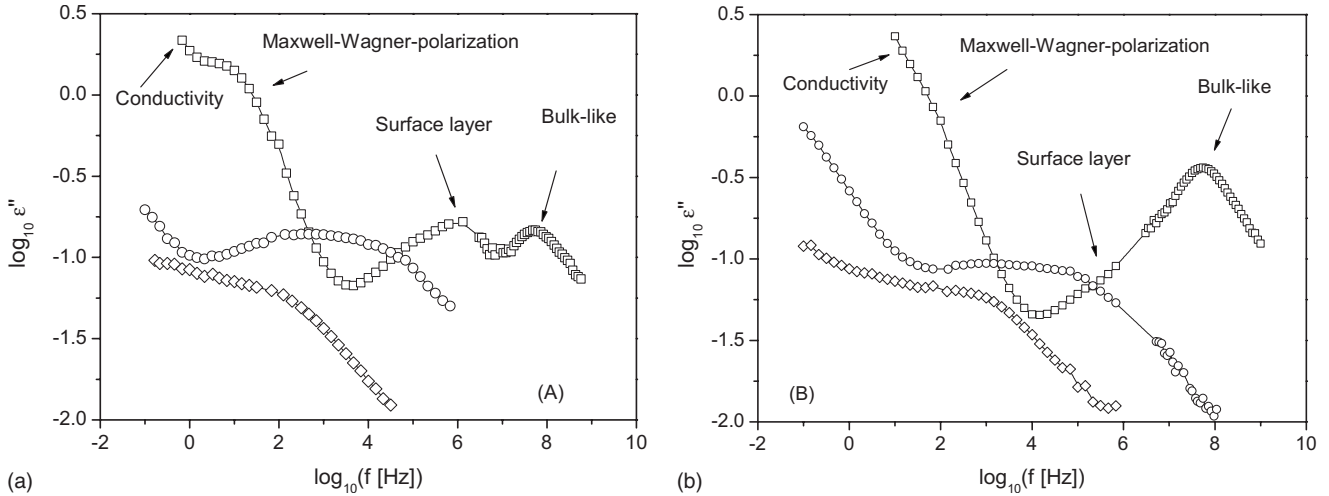 0.5
0.0
-0.5
-1.0
-1.5
-2.0
log₁₀ ε"
Conductivity
Maxwell-Wagner-polarization
Surface layer
Bulk-like
(A)
-2 0 2 4 6 8 10
log₁₀(f [Hz])
(a)
0.5
0.0
-0.5
-1.0
-1.5
-2.0
log₁₀ ε"
Conductivity
Maxwell-Wagner-polarization
Surface layer
Bulk-like
(B)
-2 0 2 4 6 8 10
log₁₀(f [Hz])
(b)